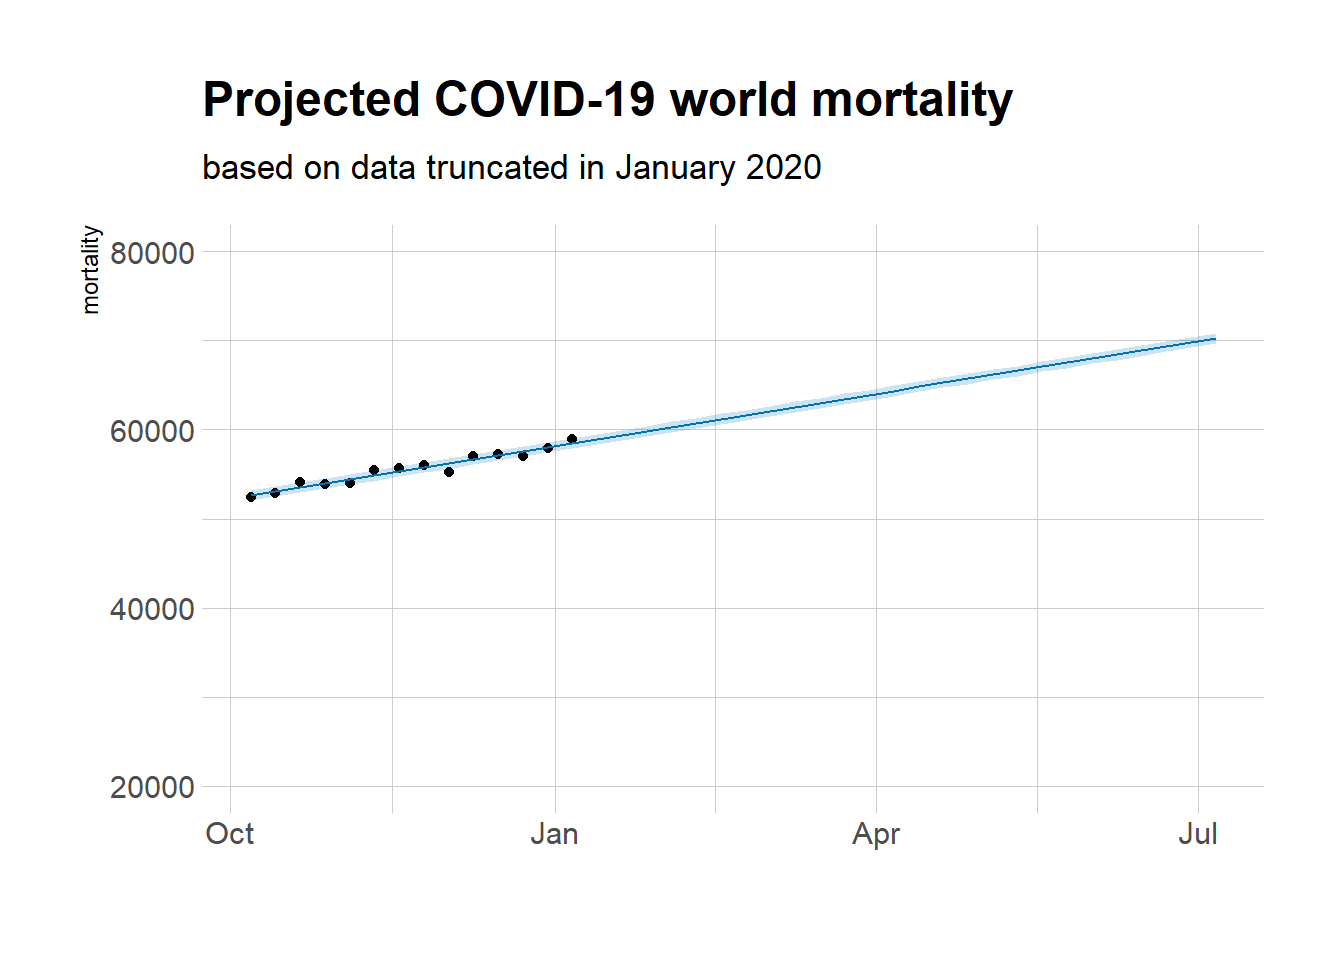 Projected COVID-19 world mortality
based on data truncated in January 2020
mortality
80000
60000
40000
20000
Oct Jan Apr Jul